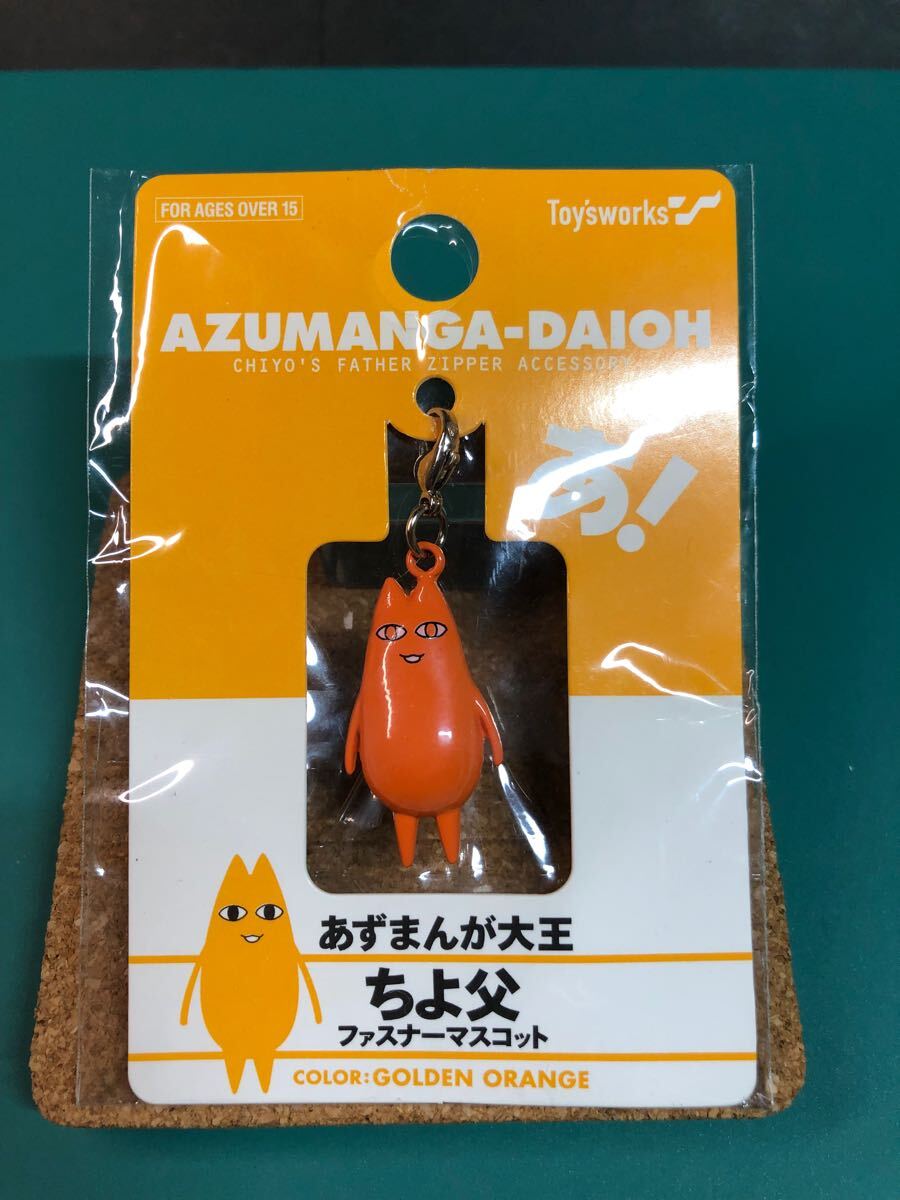 FOR AGES OVER 15
Toy'sworks
AZUMANGA-DAIOH
CHIYO'S FATHER ZIPPER ACCESSORY
あ!
あずまんが大王
ちよ父
ファスナーマスコット
COLOR:GOLDEN ORANGE